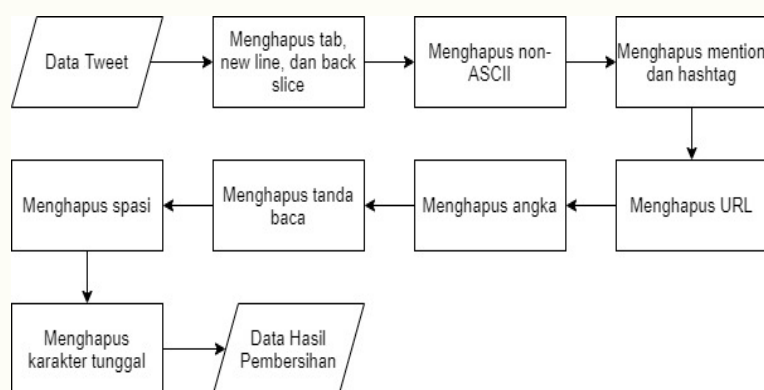 Data Tweet
Menghapus tab,
new line, dan back
slice
Menghapus non-
ASCII
Menghapus mention
dan hashtag
Menghapus URL
Menghapus angka
Menghapus tanda
baca
Menghapus spasi
Menghapus
karakter tunggal
Data Hasil
Pembersihan